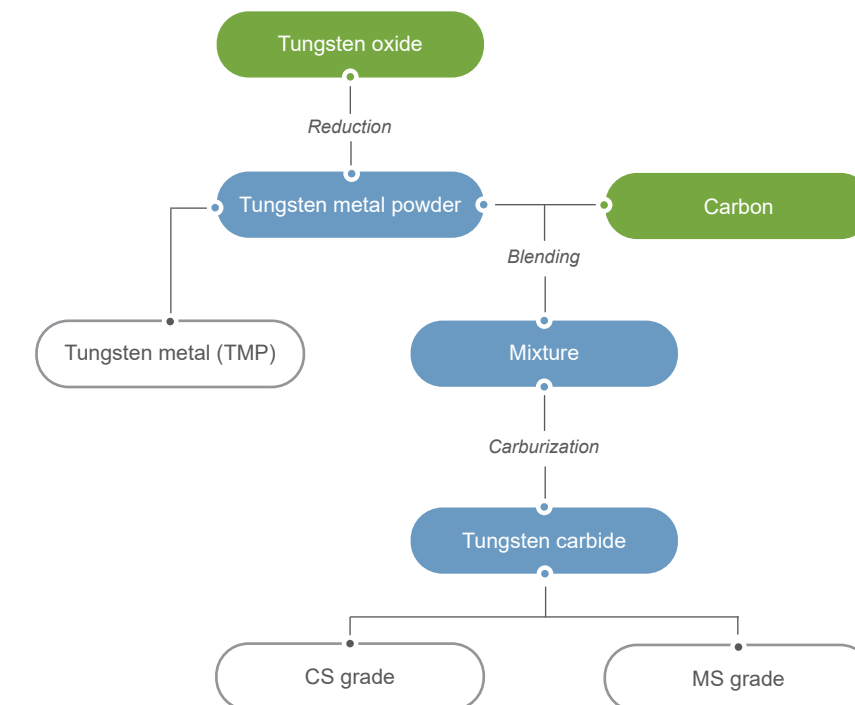 Tungsten oxide
Reduction
Tungsten metal powder
Carbon
Blending
Tungsten metal (TMP)
Mixture
Carburization
Tungsten carbide
CS grade
MS grade